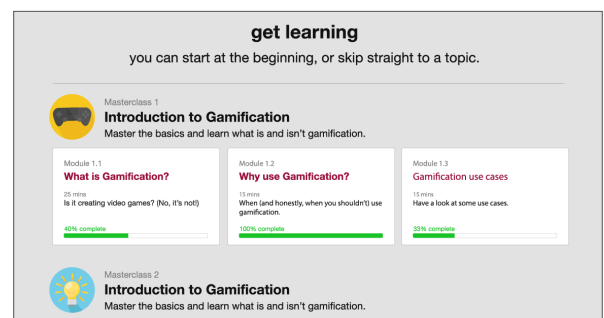 get learning
you can start at the beginning, or skip straight to a topic.
Masterclass 1
Introduction to Gamification
Master the basics and learn what is and isn't gamification.
Module 1.1
What is Gamification?
25 mins
Is it creating video games? (No, it's not!)
40% complete
Module 1.2
Why use Gamification?
15 mins
When (and honestly, when you shouldn't) use
gamification.
100% complete
Module 1.3
Gamification use cases
15 mins
Have a look at some use cases.
33% complete
Masterclass 2
Introduction to Gamification
Master the basics and learn what is and isn't gamification.